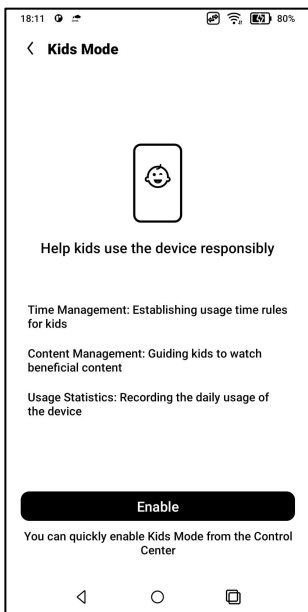 18:11 80%
Kids Mode
Help kids use the device responsibly
Time Management: Establishing usage time rules
for kids
Content Management: Guiding kids to watch
beneficial content
Usage Statistics: Recording the daily usage of
the device
Enable
You can quickly enable Kids Mode from the Control
Center